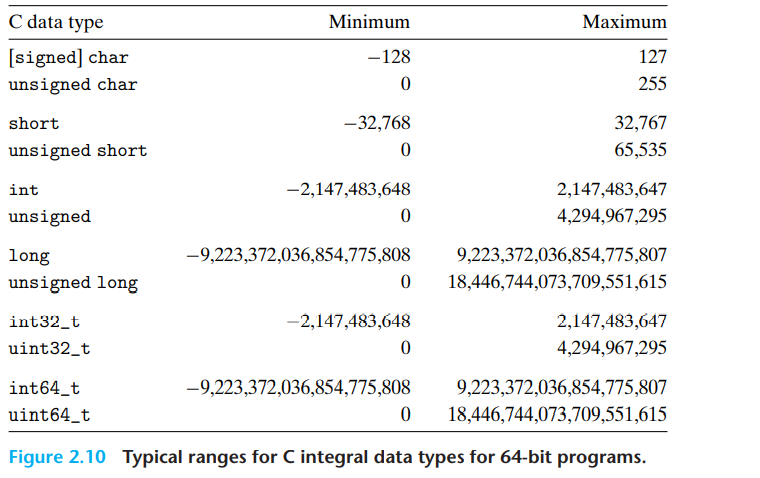 C data type Minimum Maximum
[signed] char −128 127
unsigned char 0 255
short −32,768 32,767
unsigned short 0 65,535
int −2,147,483,648 2,147,483,647
unsigned 0 4,294,967,295
long −9,223,372,036,854,775,808 9,223,372,036,854,775,807
unsigned long 0 18,446,744,073,709,551,615
int32_t −2,147,483,648 2,147,483,647
uint32_t 0 4,294,967,295
int64_t −9,223,372,036,854,775,808 9,223,372,036,854,775,807
uint64_t 0 18,446,744,073,709,551,615
Figure 2.10 Typical ranges for C integral data types for 64-bit programs.